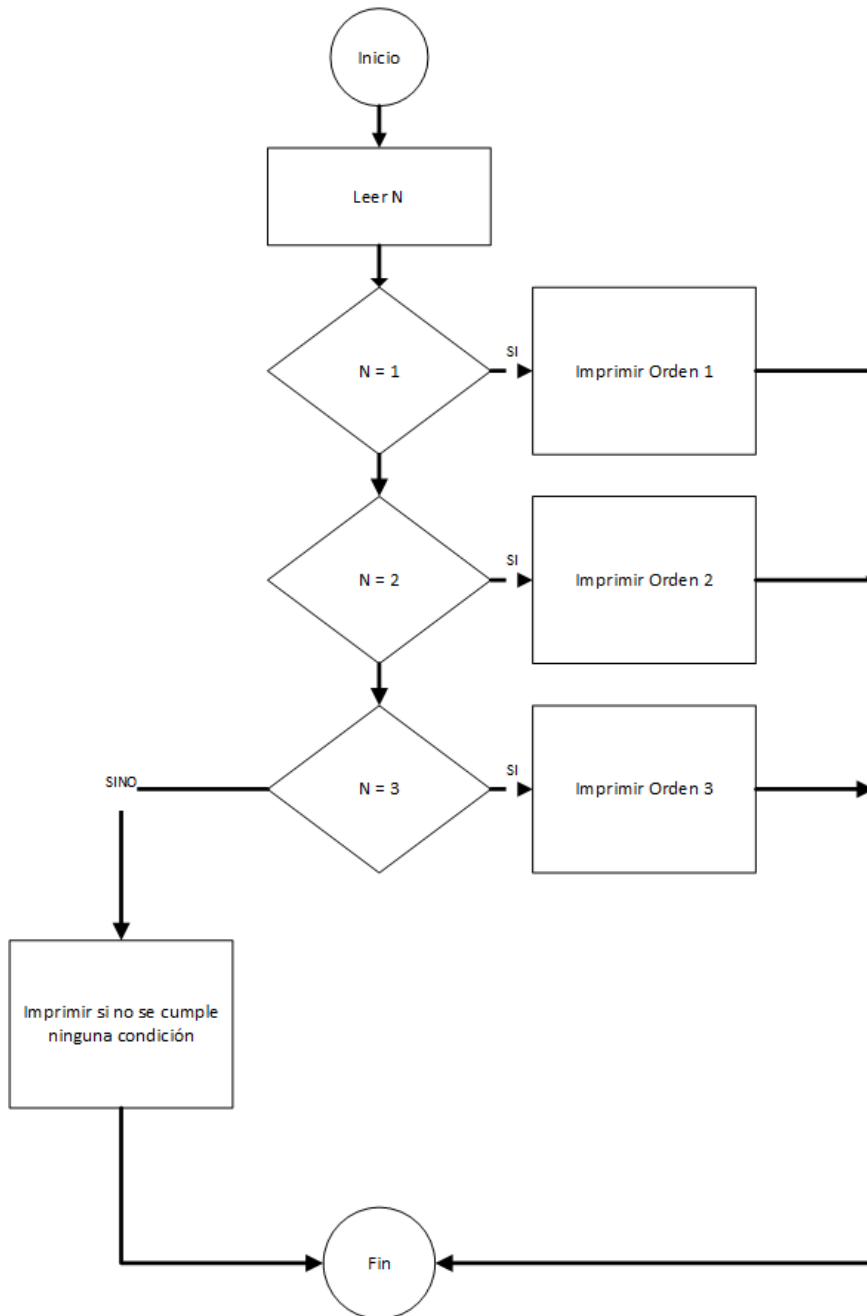 Inicio
Leer N
N = 1
SI
Imprimir Orden 1
N = 2
SI
Imprimir Orden 2
N = 3
SI
Imprimir Orden 3
SINO
Imprimir si no se cumple
ninguna condición
Fin